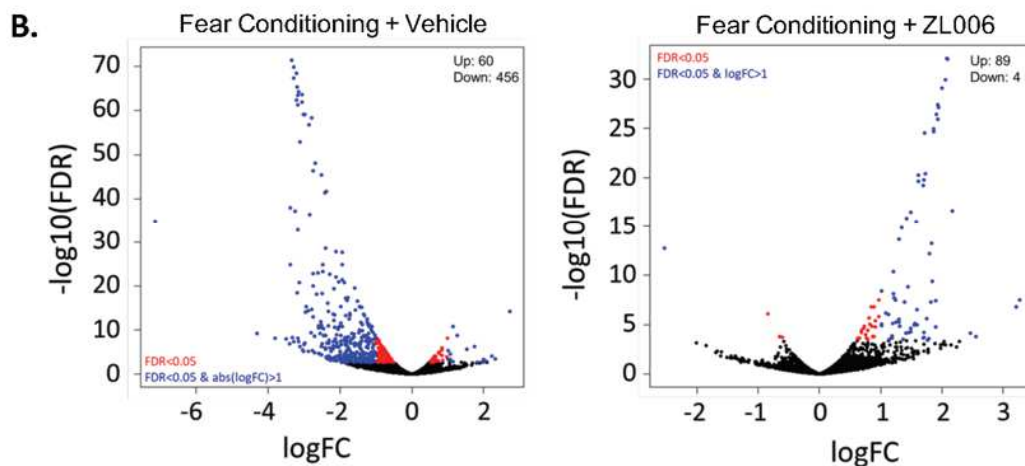 B.
Fear Conditioning + Vehicle
Up: 60
Down: 456
70
60
50
40
30
20
10
0
-log10(FDR)
FDR<0.05
FDR<0.05 & abs(logFC)>1
-6 -4 -2 0 2
logFC
Fear Conditioning + ZL006
FDR<0.05
FDR<0.05 & logFC>1
Up: 89
Down: 4
30
25
20
15
10
5
0
-log10(FDR)
-2 -1 0 1 2 3
logFC